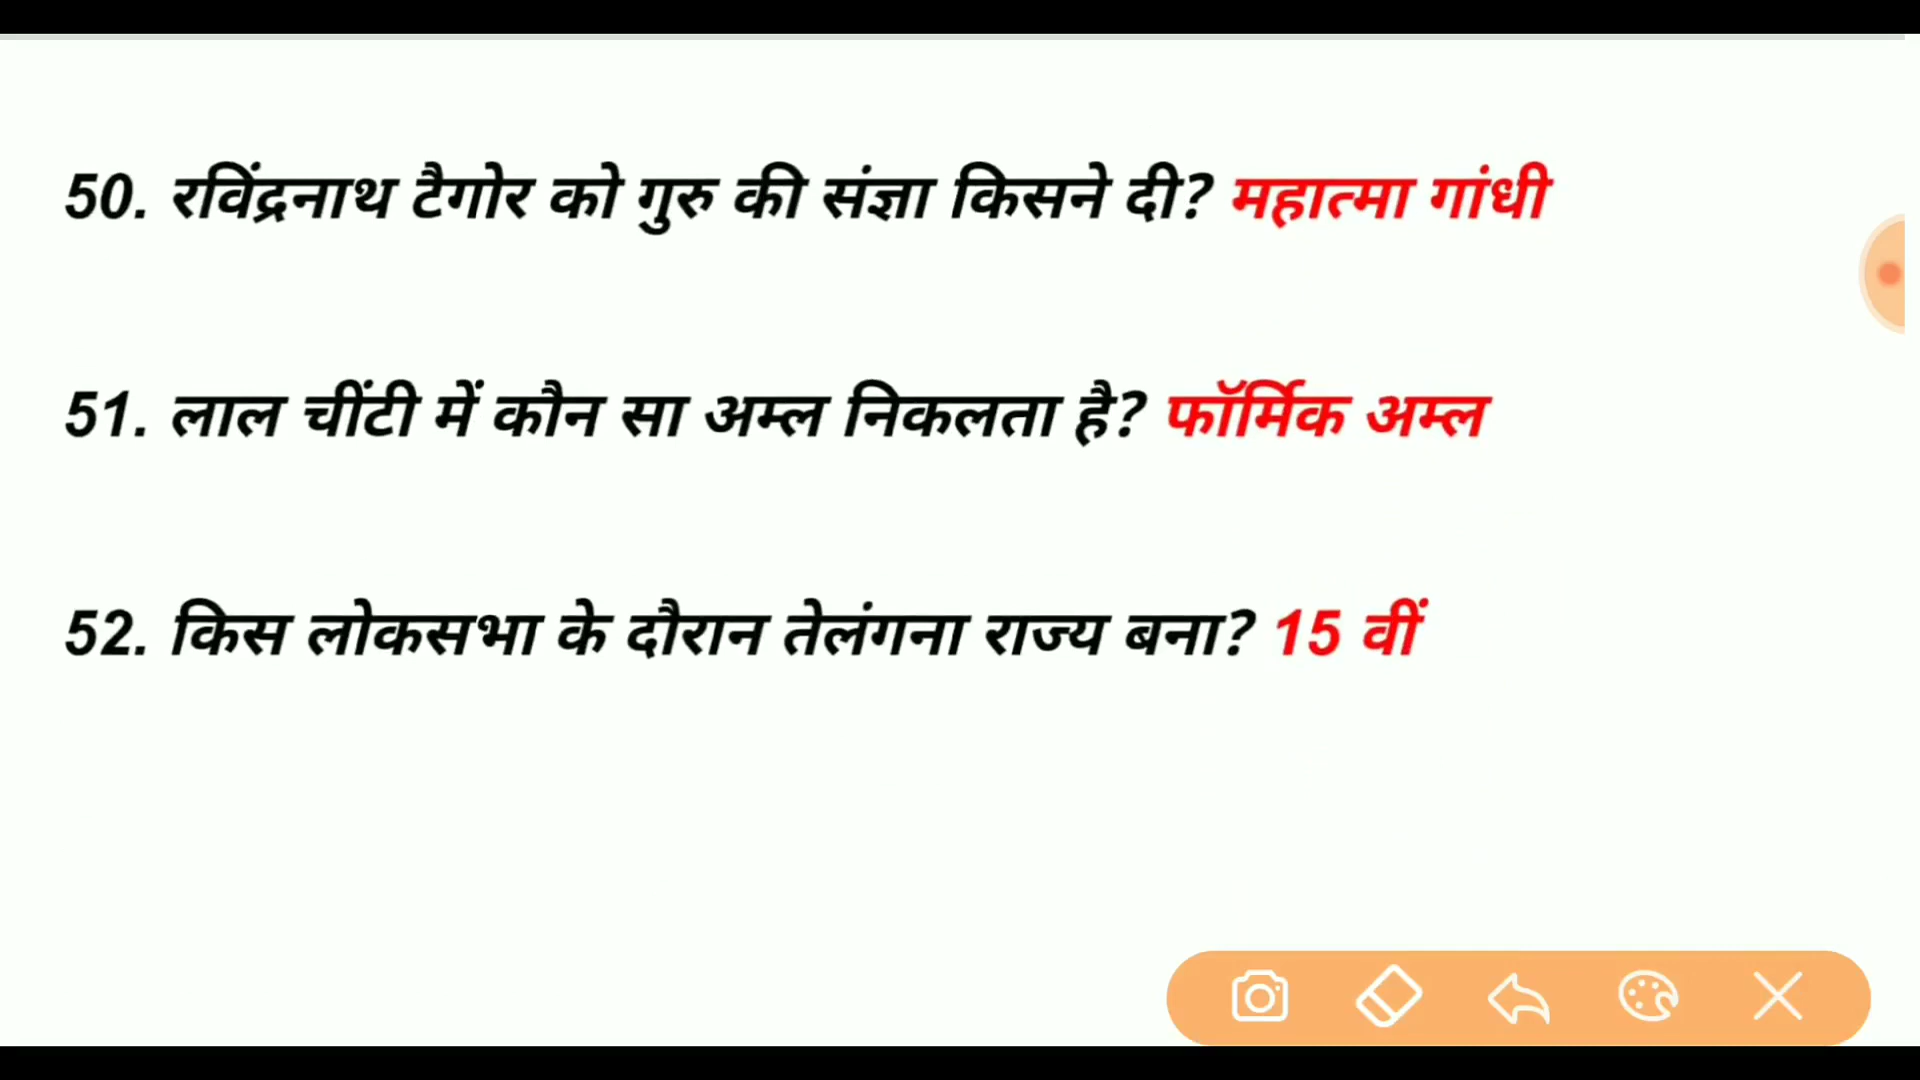 50. रविंद्रनाथ टैगोर को गुरु की संज्ञा किसने दी? महात्मा गांधी
51. लाल चींटी में कौन सा अम्ल निकलता है? फॉर्मिक अम्ल
52. किस लोकसभा के दौरान तेलंगना राज्य बना? 15 वीं